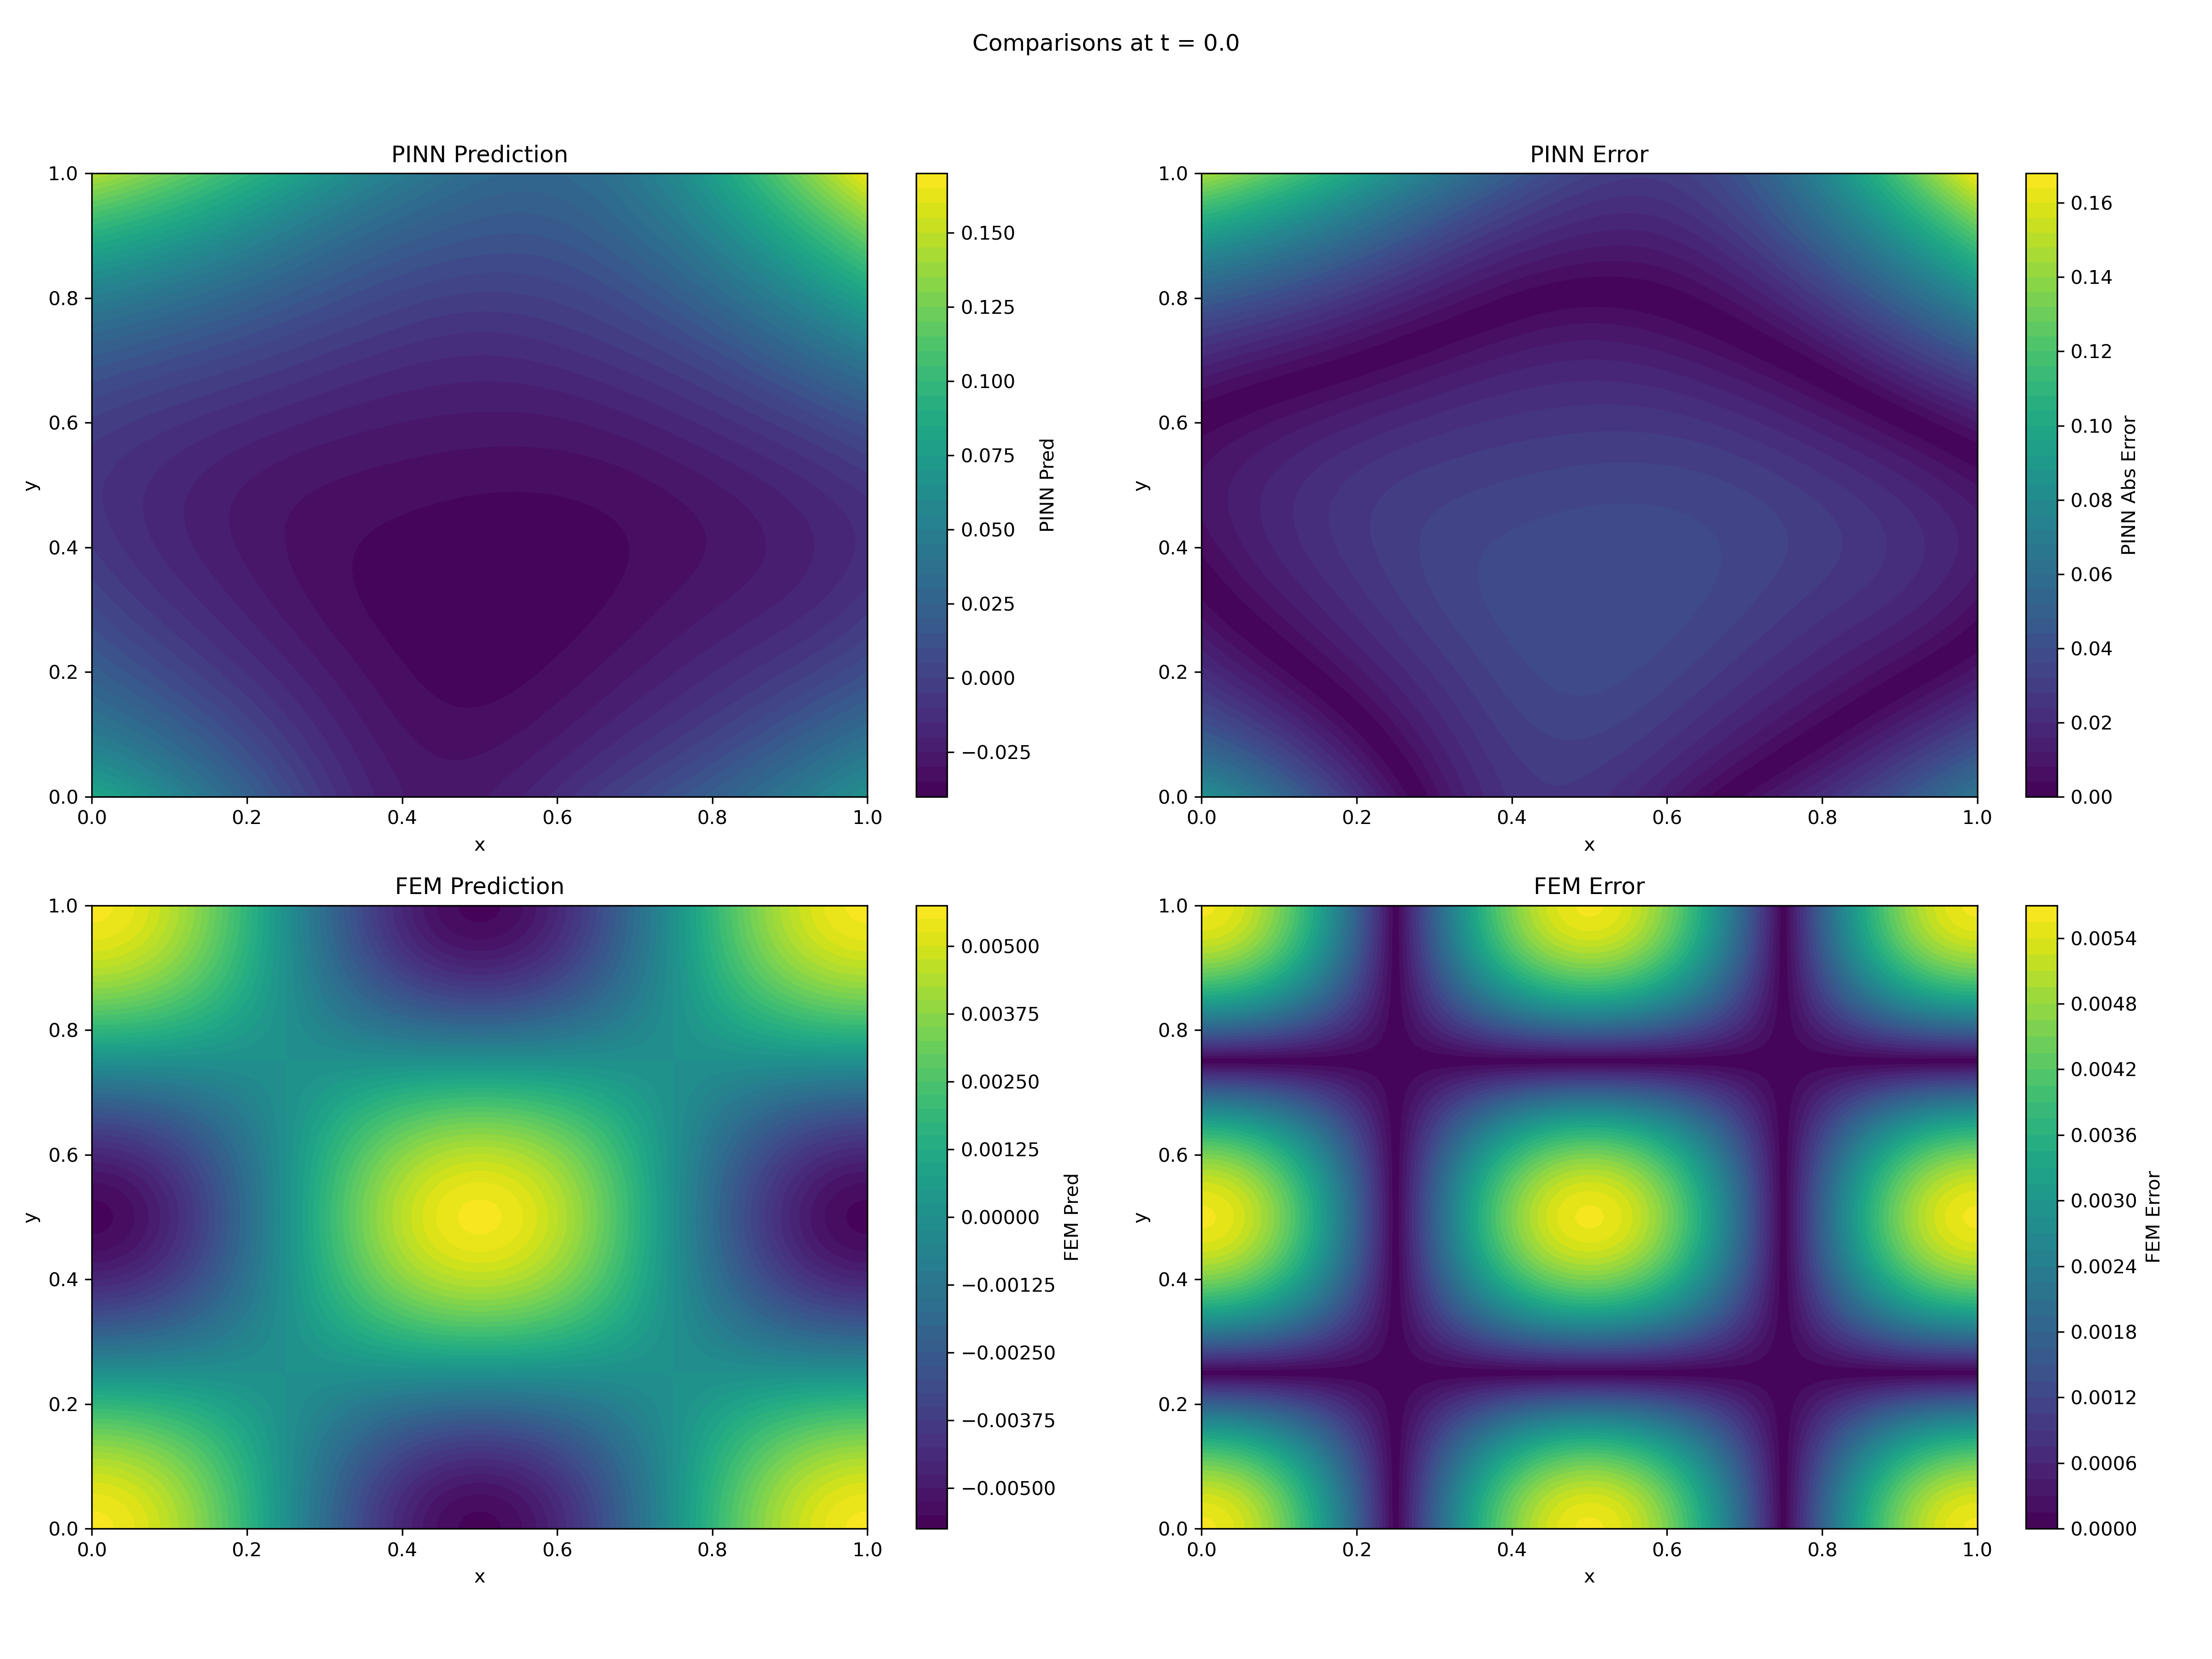 Comparisons at t = 0.0
PINN Prediction
1.0
0.8
0.6
0.4
0.2
0.0
y
0.0 0.2 0.4 0.6 0.8 1.0
x
0.150
0.125
0.100
0.075
0.050
0.025
0.000
−0.025
PINN Pred
PINN Error
1.0
0.8
0.6
0.4
0.2
0.0
y
0.0 0.2 0.4 0.6 0.8 1.0
x
0.16
0.14
0.12
0.10
0.08
0.06
0.04
0.02
0.00
PINN Abs Error
FEM Prediction
1.0
0.8
0.6
0.4
0.2
0.0
y
0.0 0.2 0.4 0.6 0.8 1.0
x
0.00500
0.00375
0.00250
0.00125
0.00000
−0.00125
−0.00250
−0.00375
−0.00500
FEM Pred
FEM Error
1.0
0.8
0.6
0.4
0.2
0.0
y
0.0 0.2 0.4 0.6 0.8 1.0
x
0.0054
0.0048
0.0042
0.0036
0.0030
0.0024
0.0018
0.0012
0.0006
0.0000
FEM Error